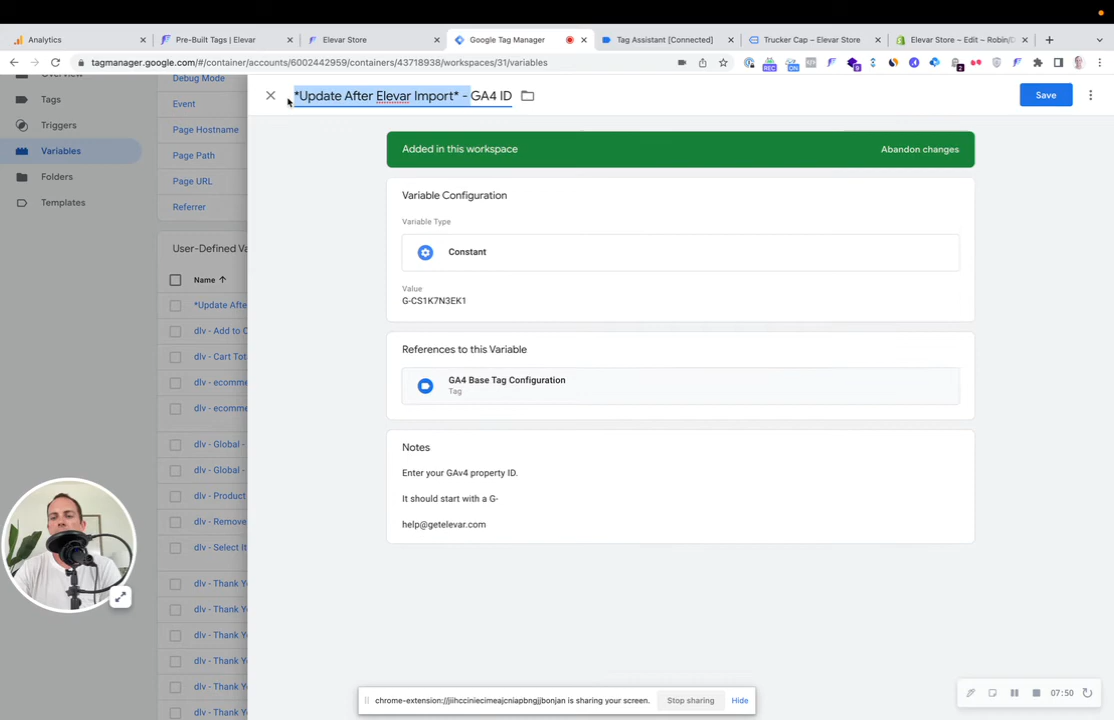 Analytics
Pre-Built Tags | Elevar
Elevar Store
Google Tag Manager
Tag Assistant [Connected]
Trucker Cap – Elevar Store
Elevar Store ~ Edit ~ Robin/D
tagmanager.google.com/#/container/accounts/6002442959/containers/43718938/workspaces/31/variables
Overview
Tags
Triggers
Variables
Folders
Templates
Debug Mode
Event
Page Hostname
Page Path
Page URL
Referrer
User-Defined Va
Name
*Update Afte
dlv - Add to C
dlv - Cart Tot
dlv - ecomme
dlv - ecomme
dlv - Global -
dlv - Global -
dlv - Product
dlv - Remove
dlv - Select It
dlv - Thank Y
dlv - Thank Y
dlv - Thank Y
dlv - Thank Y
dlv - Thank Y
dlv - Thank Y
*Update After Elevar Import* - GA4 ID
Save
Added in this workspace
Abandon changes
Variable Configuration
Variable Type
Constant
Value
G-CS1K7N3EK1
References to this Variable
GA4 Base Tag Configuration
Tag
Notes
Enter your GAv4 property ID.
It should start with a G-
help@getelevar.com
chrome-extension://jiihcciniecimeajcniapbngjjbonjan is sharing your screen.
Stop sharing
Hide
07:50